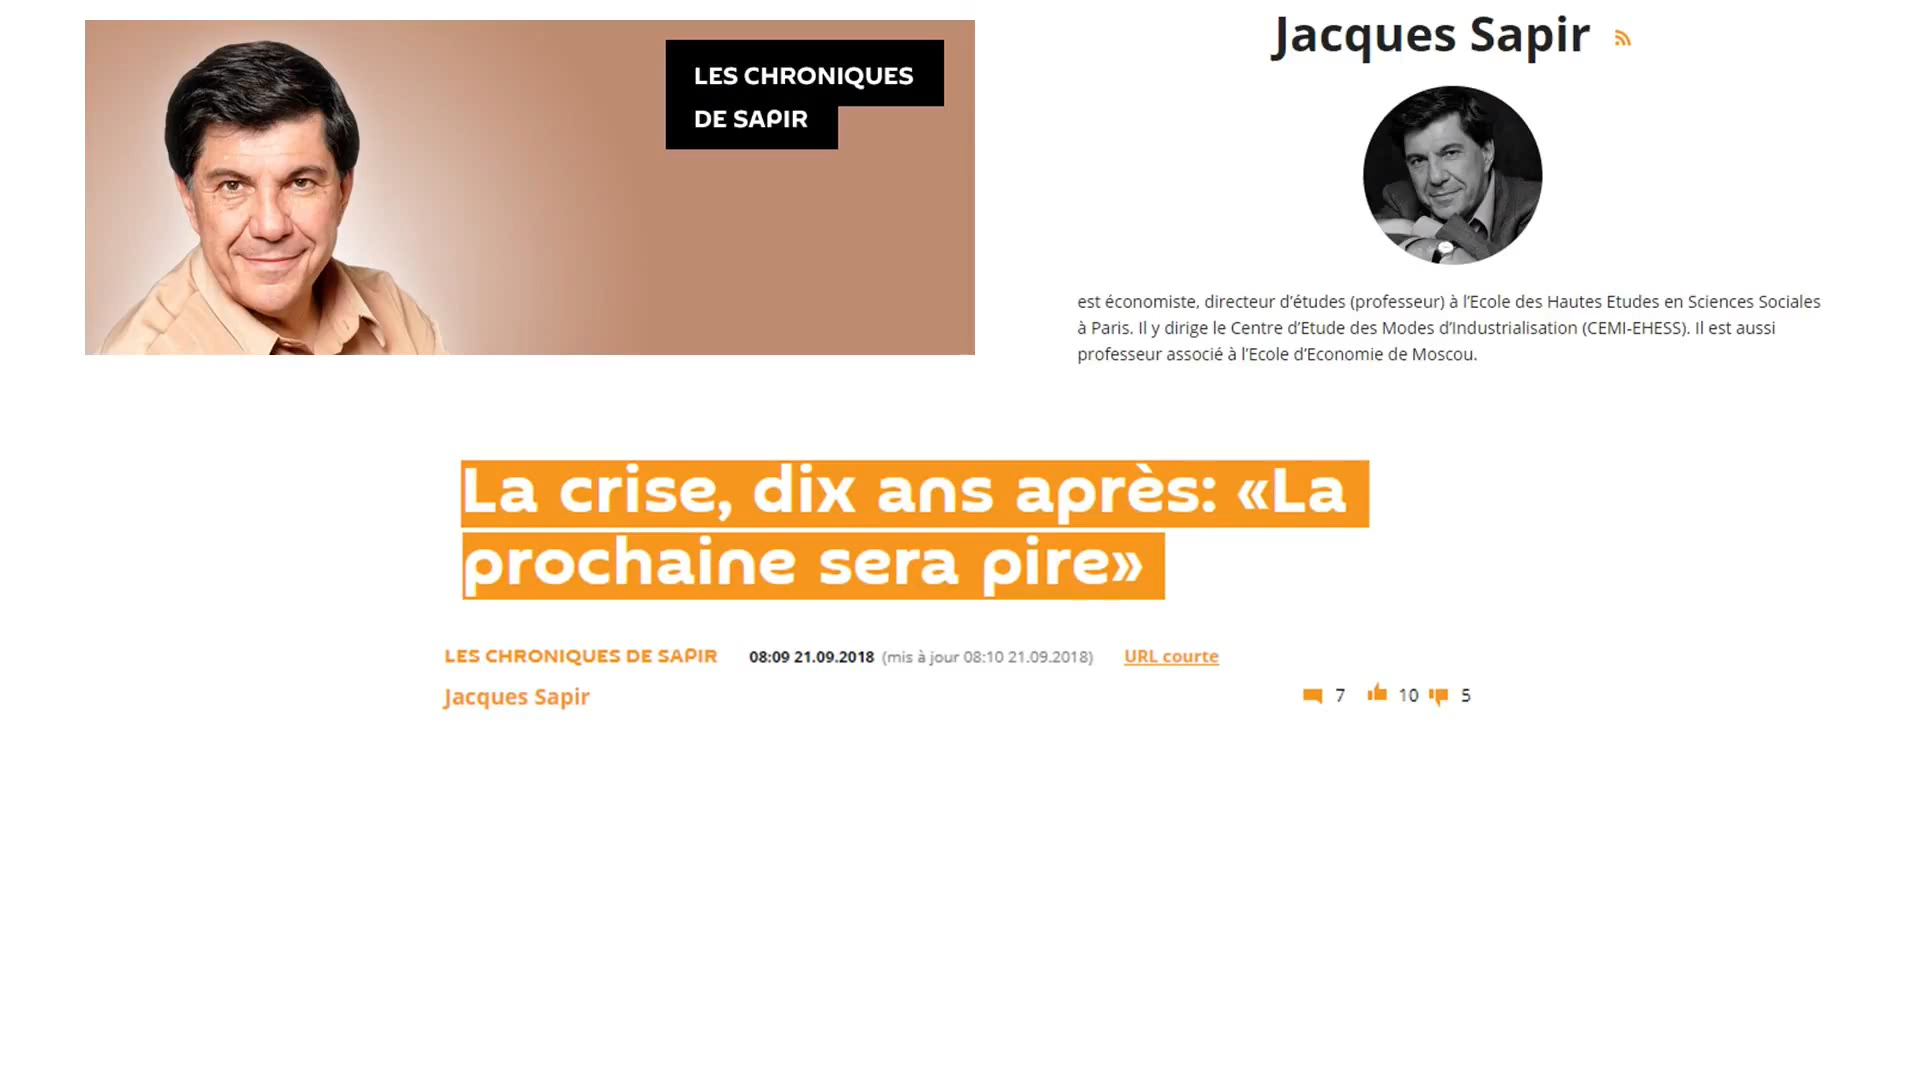 LES CHRONIQUES
DE SAPIR
Jacques Sapir
est économiste, directeur d’études (professeur) à l’Ecole des Hautes Etudes en Sciences Sociales
à Paris. Il y dirige le Centre d’Etude des Modes d’Industrialisation (CEMI-EHESS). Il est aussi
professeur associé à l’Ecole d’Economie de Moscou.
La crise, dix ans après: «La
prochaine sera pire»
LES CHRONIQUES DE SAPIR 08:09 21.09.2018 (mis à jour 08:10 21.09.2018) URL courte
Jacques Sapir 7 10 5